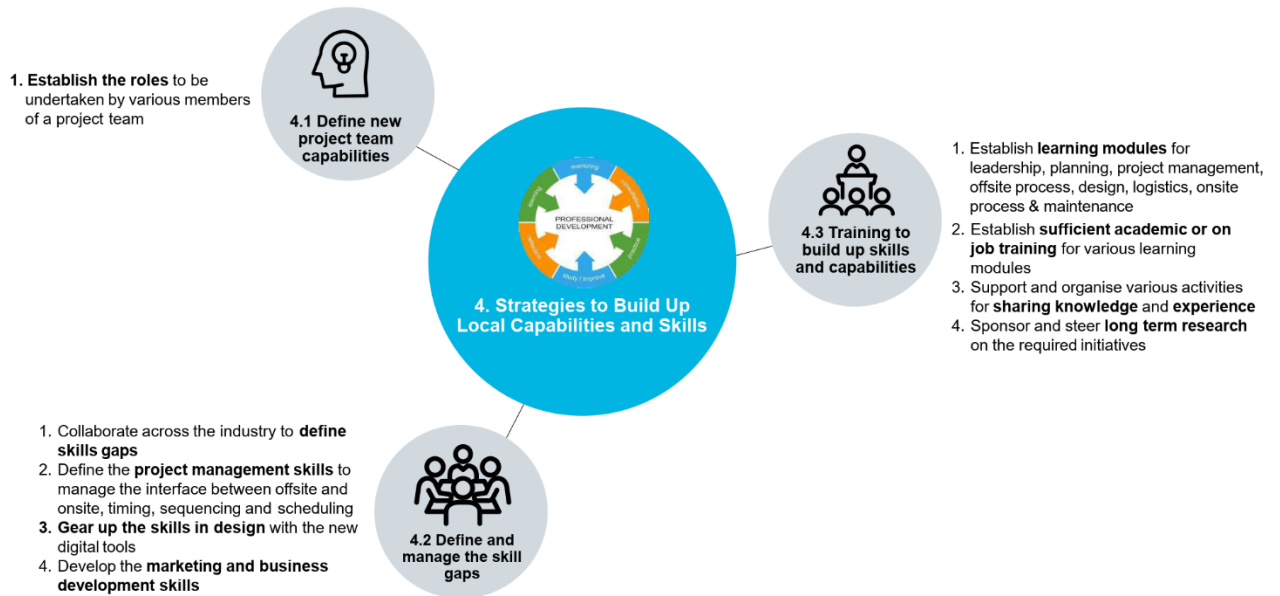 1. Establish the roles to be
undertaken by various members
of a project team
4.1 Define new
project team
capabilities
mentoring
consultation
practice
study / improve
learning
PROFESSIONAL
DEVELOPMENT
4. Strategies to Build Up
Local Capabilities and Skills
4.3 Training to
build up skills
and capabilities
1. Establish learning modules for
leadership, planning, project management,
offsite process, design, logistics, onsite
process & maintenance
2. Establish sufficient academic or on
job training for various learning
modules
3. Support and organise various activities
for sharing knowledge and experience
4. Sponsor and steer long term research
on the required initiatives
1. Collaborate across the industry to define
skills gaps
2. Define the project management skills to
manage the interface between offsite and
onsite, timing, sequencing and scheduling
3. Gear up the skills in design with the new
digital tools
4. Develop the marketing and business
development skills
4.2 Define and
manage the skill
gaps